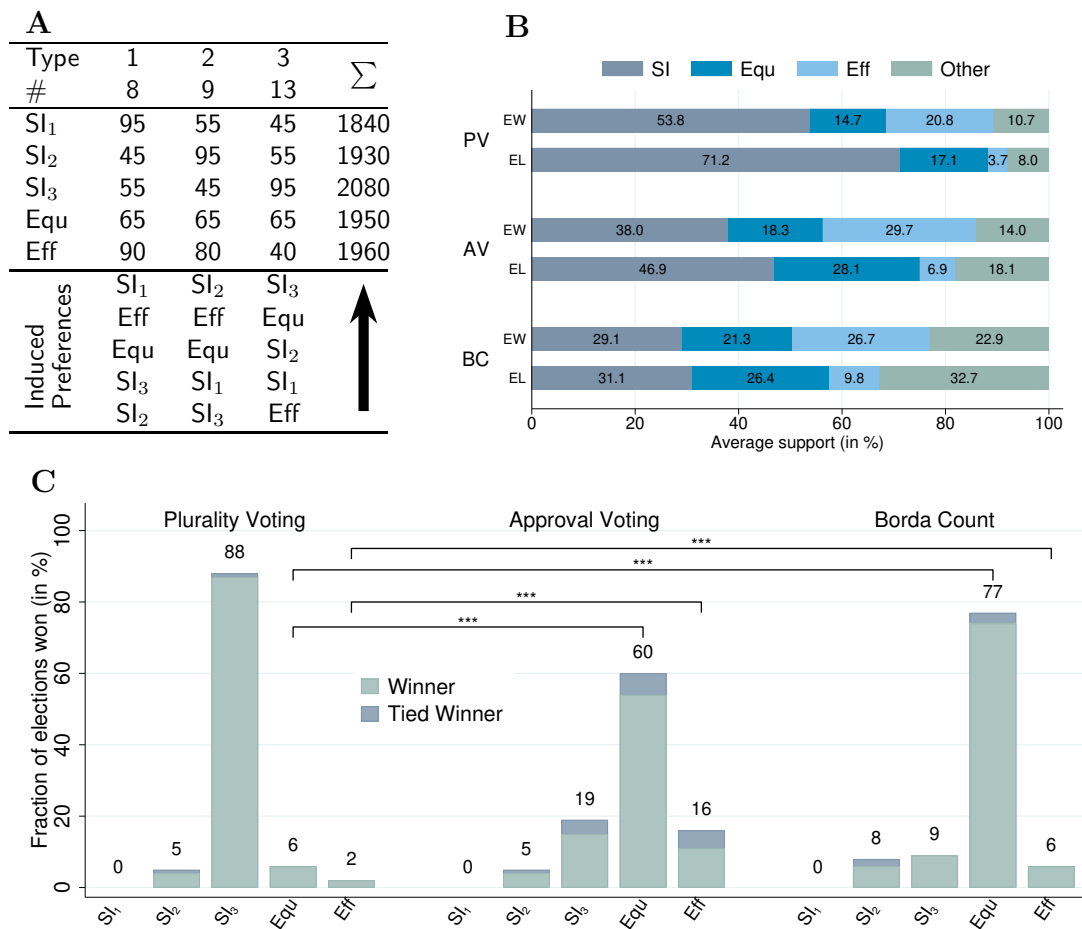 A
Type 1 2 3 ∑
# 8 9 13
SI₁ 95 55 45 1840
SI₂ 45 95 55 1930
SI₃ 55 45 95 2080
Equ 65 65 65 1950
Eff 90 80 40 1960
Induced Preferences
SI₁ SI₂ SI₃
Eff Eff Equ
Equ Equ SI₂
SI₃ SI₁ SI₁
SI₂ SI₃ Eff
B
SI Equ Eff Other
PV
EW 53.8 14.7 20.8 10.7
EL 71.2 17.1 3.7 8.0
AV
EW 38.0 18.3 29.7 14.0
EL 46.9 28.1 6.9 18.1
BC
EW 29.1 21.3 26.7 22.9
EL 31.1 26.4 9.8 32.7
0 20 40 60 80 100
Average support (in %)
C
Plurality Voting Approval Voting Borda Count
Fraction of elections won (in %)
100
80
60
40
20
0
***
***
***
***
Winner
Tied Winner
0 5 88 6 2
0 5 19 60 16
0 8 9 77 6
SI₁ SI₂ SI₃ Equ Eff SI₁ SI₂ SI₃ Equ Eff SI₁ SI₂ SI₃ Equ Eff